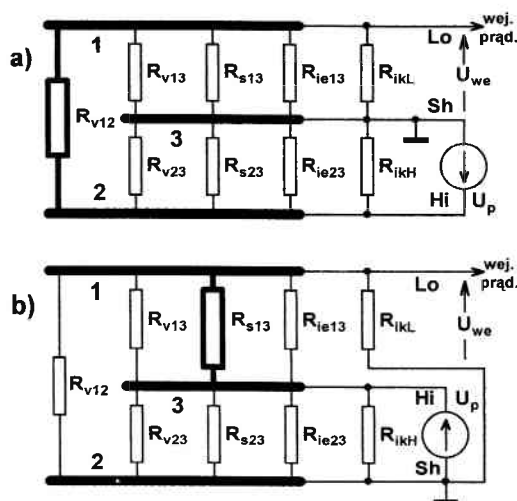 a)
1
Lo
wej.
prąd.
Rv13
Rs13
Rie13
RikL
Uwe
Rv12
3
Sh
Rv23
Rs23
Rie23
RikH
2
Hi
Up
b)
1
Lo
wej.
prąd.
Rv13
Rs13
Rie13
RikL
Uwe
Rv12
3
Hi
Up
Rv23
Rs23
Rie23
RikH
2
Sh